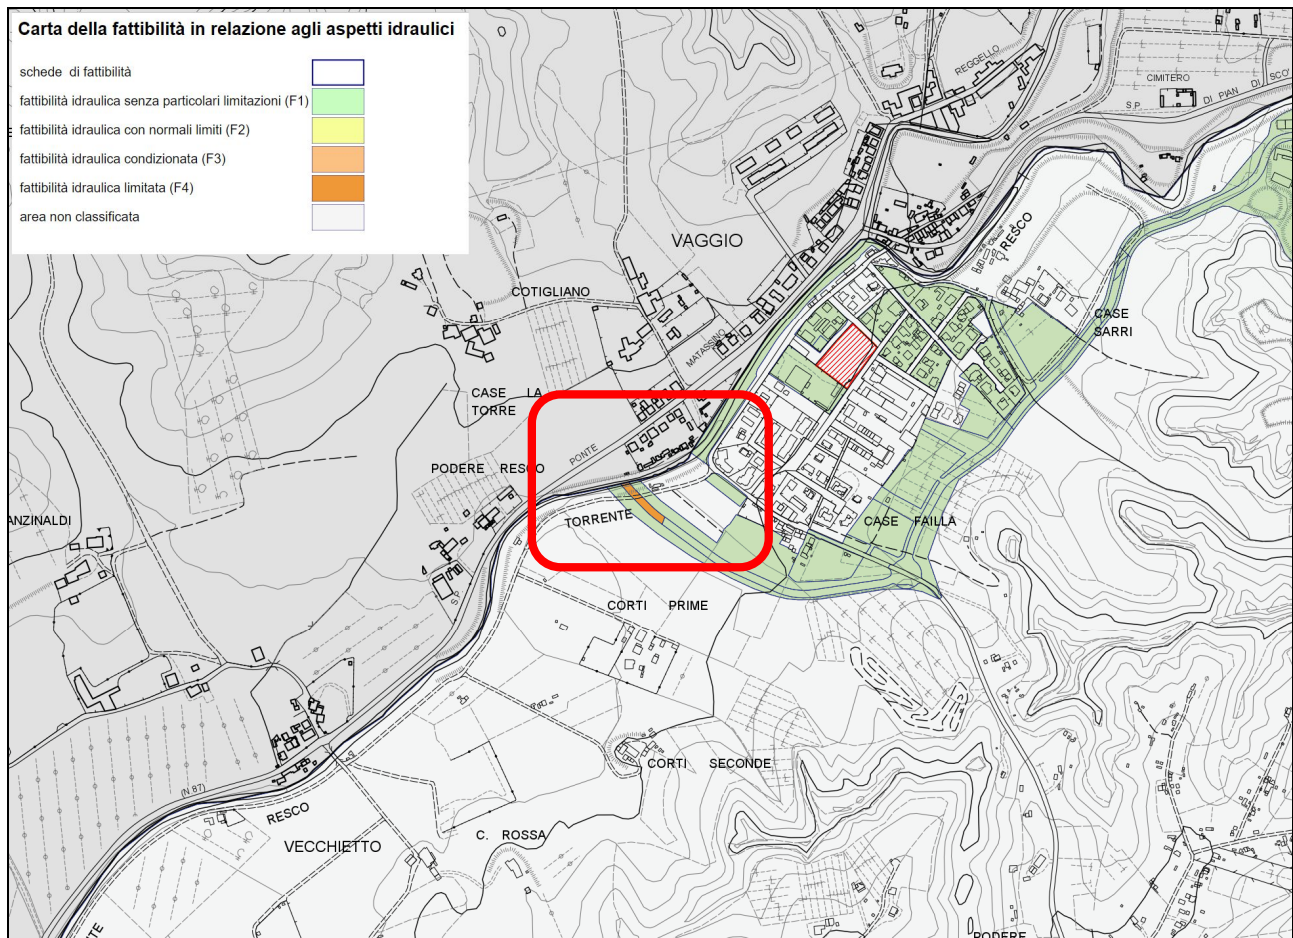 Carta della fattibilità in relazione agli aspetti idraulici
schede di fattibilità
fattibilità idraulica senza particolari limitazioni (F1)
fattibilità idraulica con normali limiti (F2)
fattibilità idraulica condizionata (F3)
fattibilità idraulica limitata (F4)
area non classificata
REGGELLO
CIMITERO
S.P
DI PIAN DI SCO'
VAGGIO
RESCO
COTIGLIANO
CASE
SARRI
MATASSINO
CASE LA
TORRE
PONTE
PODERE RESCO
ANZINALDI
TORRENTE
CASE FAILLA
S.P
CORTI PRIME
CORTI SECONDE
(N 87)
RESCO
C. ROSSA
VECCHIETTO
NTE
PODERE